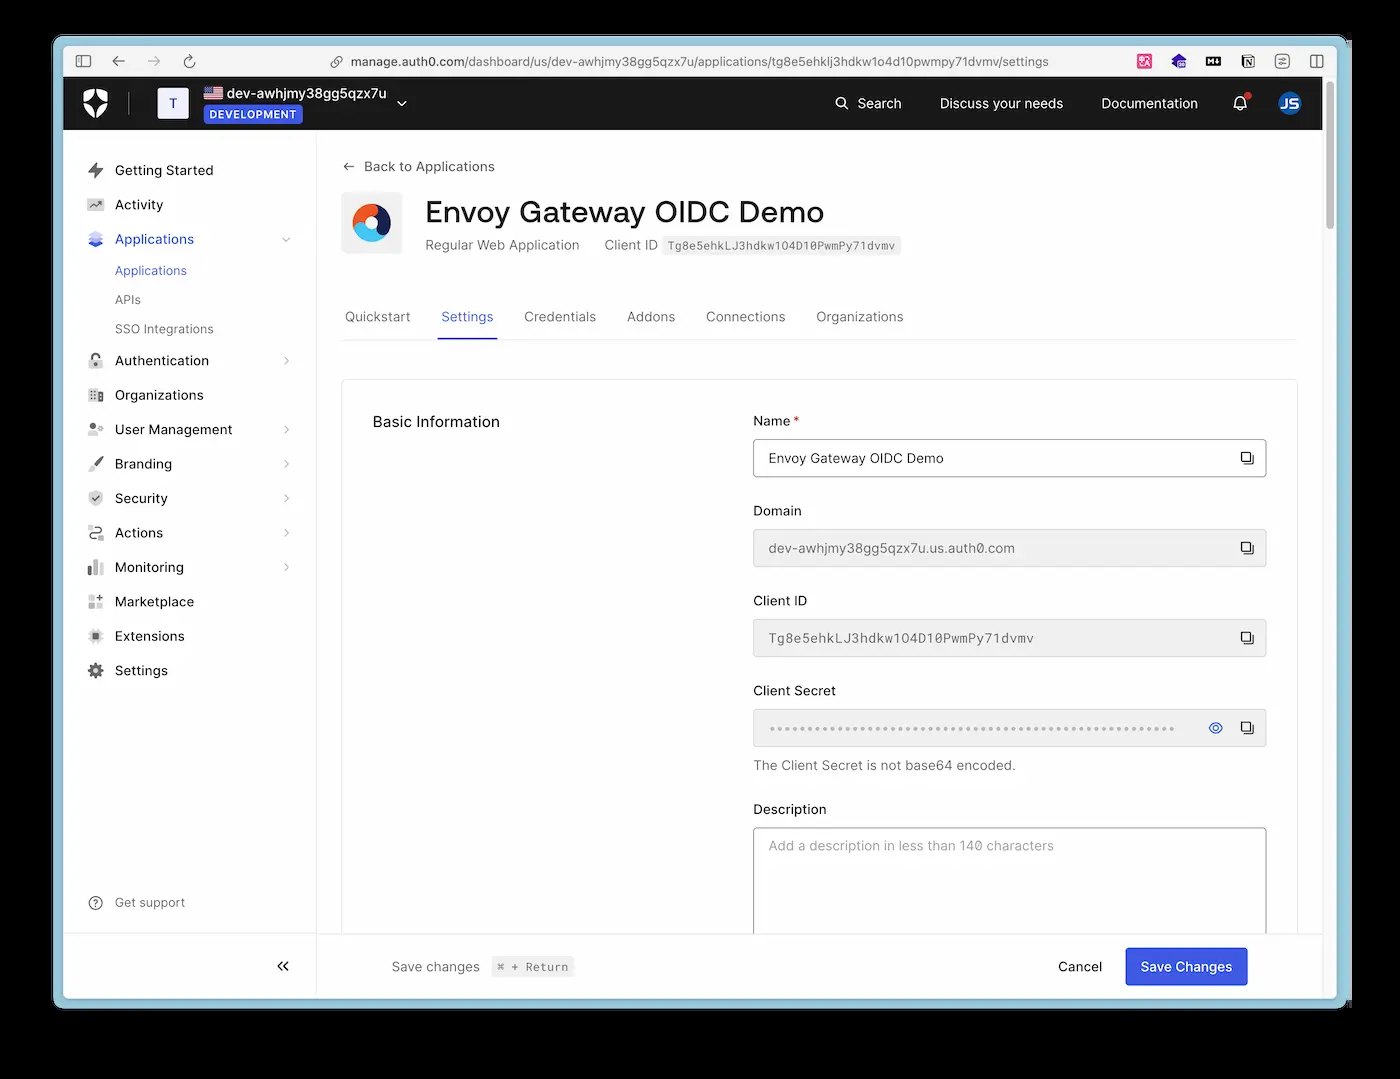 manage.auth0.com/dashboard/us/dev-awhjmy38gg5qzx7u/applications/tg8e5ehklj3hdkw1o4d10pwmpy71dvmv/settings
T
dev-awhjmy38gg5qzx7u
DEVELOPMENT
Search
Discuss your needs
Documentation
JS
Getting Started
Activity
Applications
Applications
APIs
SSO Integrations
Authentication
Organizations
User Management
Branding
Security
Actions
Monitoring
Marketplace
Extensions
Settings
Get support
← Back to Applications
Envoy Gateway OIDC Demo
Regular Web Application
Client ID Tg8e5ehkLJ3hdkw1O4D10PwmPy71dvmv
Quickstart
Settings
Credentials
Addons
Connections
Organizations
Basic Information
Name *
Envoy Gateway OIDC Demo
Domain
dev-awhjmy38gg5qzx7u.us.auth0.com
Client ID
Tg8e5ehkLJ3hdkw1O4D10PwmPy71dvmv
Client Secret
The Client Secret is not base64 encoded.
Description
Add a description in less than 140 characters
Save changes ⌘ + Return
Cancel
Save Changes